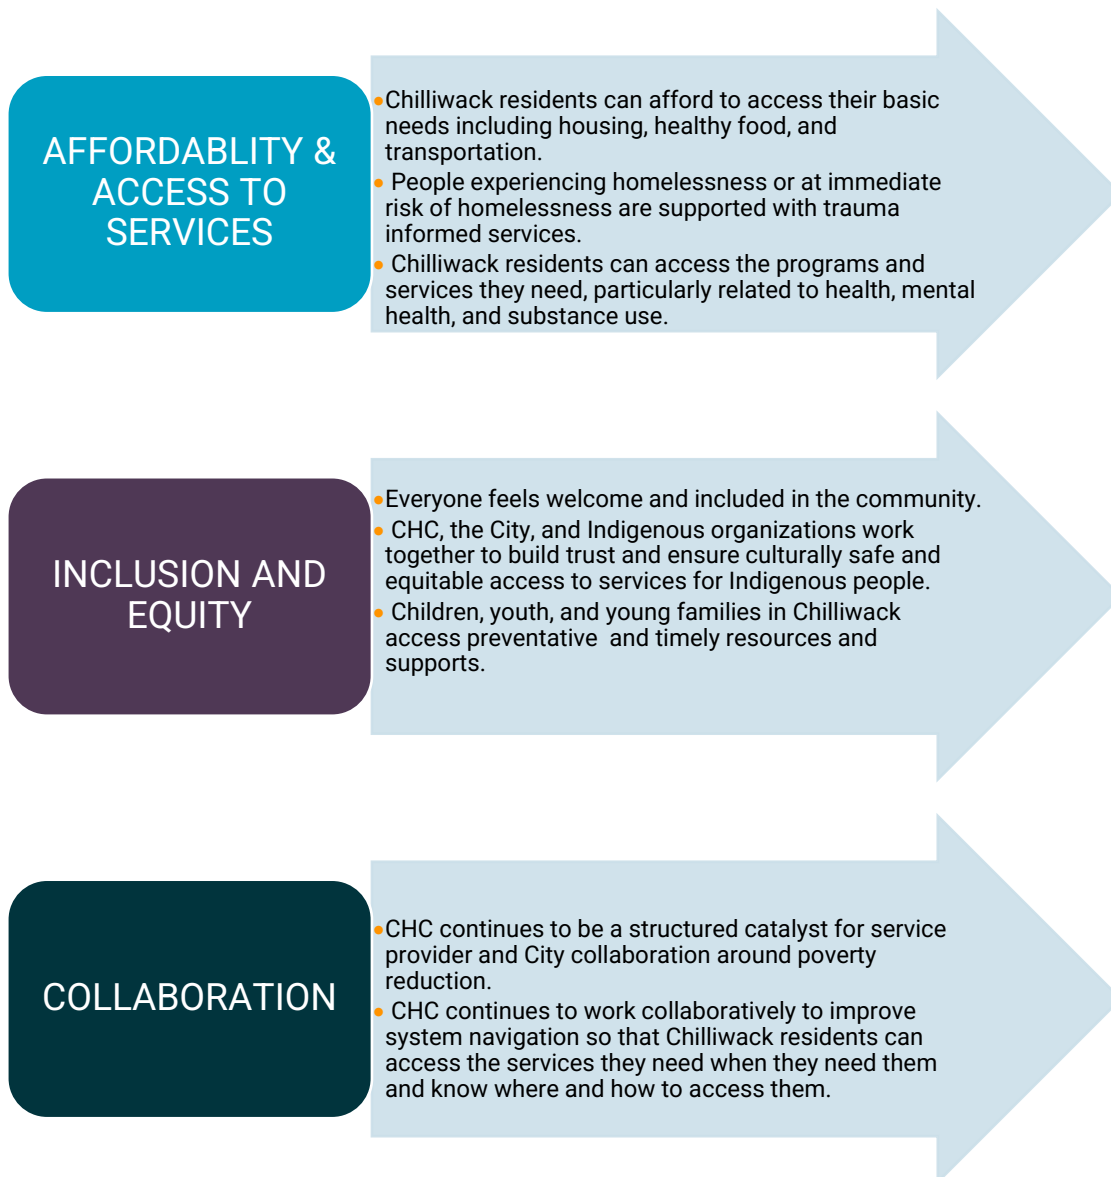 AFFORDABLITY &
ACCESS TO
SERVICES
•Chilliwack residents can afford to access their basic
needs including housing, healthy food, and
transportation.
• People experiencing homelessness or at immediate
risk of homelessness are supported with trauma
informed services.
• Chilliwack residents can access the programs and
services they need, particularly related to health, mental
health, and substance use.
INCLUSION AND
EQUITY
•Everyone feels welcome and included in the community.
• CHC, the City, and Indigenous organizations work
together to build trust and ensure culturally safe and
equitable access to services for Indigenous people.
• Children, youth, and young families in Chilliwack
access preventative  and timely resources and
supports.
COLLABORATION
•CHC continues to be a structured catalyst for service
provider and City collaboration around poverty
reduction.
• CHC continues to work collaboratively to improve
system navigation so that Chilliwack residents can
access the services they need when they need them
and know where and how to access them.